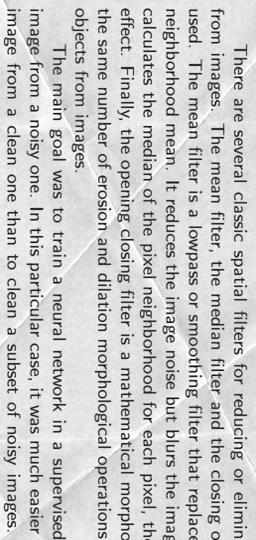 There are several classic spatial filters for reducing or elimin
from images. The mean filter, the median filter and the closing o
used. The mean filter is a lowpass or smoothing filter that replace
neighborhood mean. It reduces the image noise but blurs the imag
calculates the median of the pixel neighborhood for each pixel, the
effect. Finally, the opening closing filter is a mathematical morpho
the same number of erosion and dilation morphological operations
objects from images.
The main goal was to train a neural network in a supervised
image from a noisy one. In this particular case, it was much easier
image from a clean one than to clean a subset of noisy images.